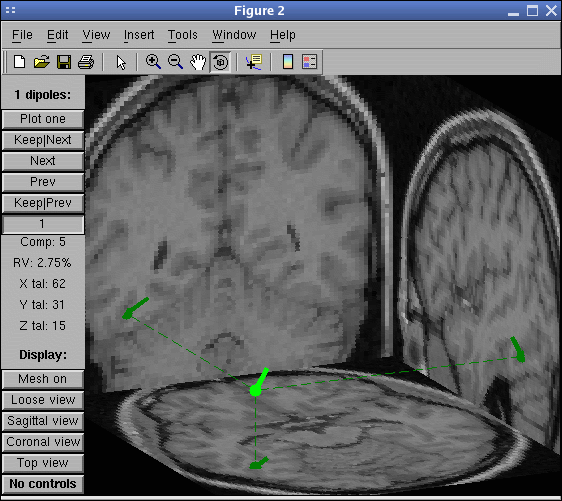 Figure 2
File Edit View Insert Tools Window Help
1 dipoles:
Plot one
Keep|Next
Next
Prev
Keep|Prev
1
Comp: 5
RV: 2.75%
X tal: 62
Y tal: 31
Z tal: 15
Display:
Mesh on
Loose view
Sagittal view
Coronal view
Top view
No controls